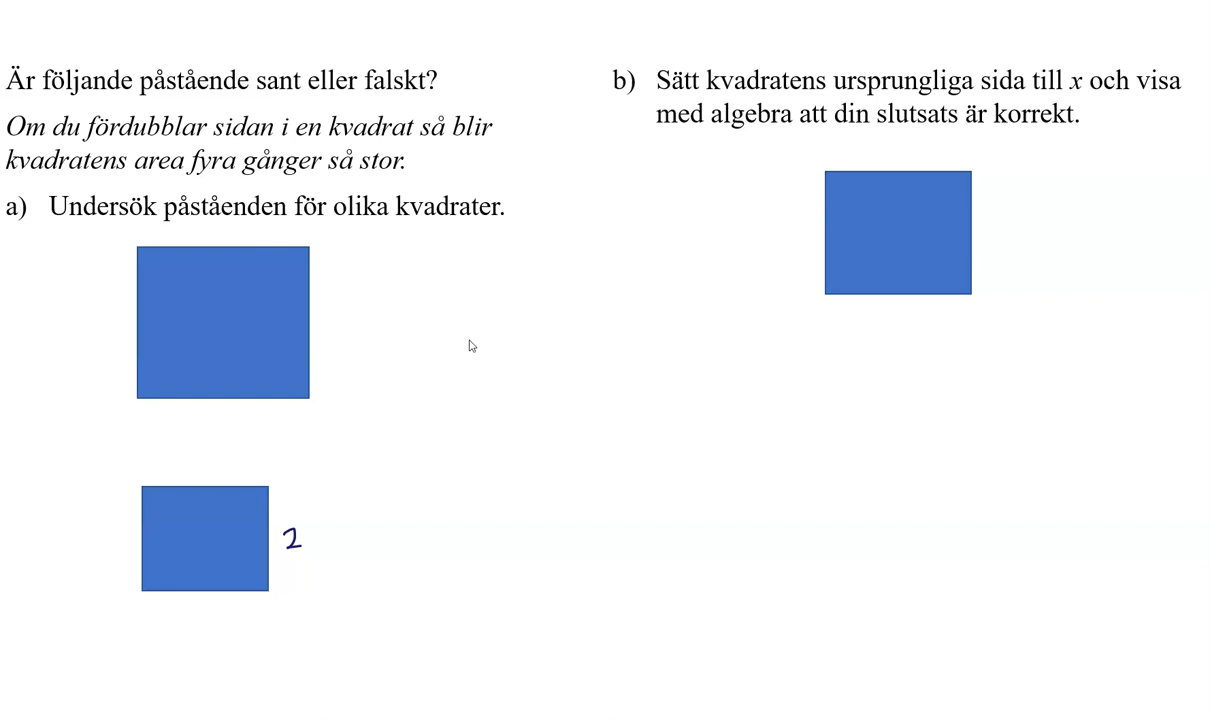 Är följande påstående sant eller falskt?
Om du fördubblar sidan i en kvadrat så blir
kvadratens area fyra gånger så stor.
a) Undersök påståenden för olika kvadrater.
2
b) Sätt kvadratens ursprungliga sida till x och visa
med algebra att din slutsats är korrekt.